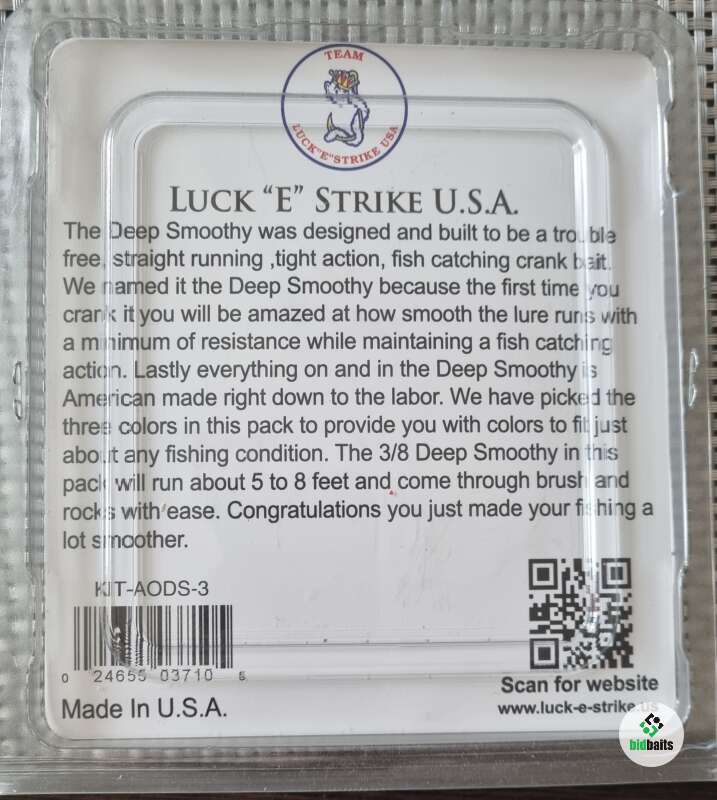 TEAM
LUCK"E"STRIKE USA
LUCK "E" STRIKE U.S.A.
The Deep Smoothy was designed and built to be a trouble
free, straight running ,tight action, fish catching crank bait.
We named it the Deep Smoothy because the first time you
crank it you will be amazed at how smooth the lure runs with
a minimum of resistance while maintaining a fish catching
action. Lastly everything on and in the Deep Smoothy is
American made right down to the labor. We have picked the
three colors in this pack to provide you with colors to fit just
about any fishing condition. The 3/8 Deep Smoothy in this
pack will run about 5 to 8 feet and come through brush and
rocks with ease. Congratulations you just made your fishing a
lot smoother.
KIT-AODS-3
0 24655 03710 5
Made In U.S.A.
Scan for website
www.luck-e-strike.us
bidbaits